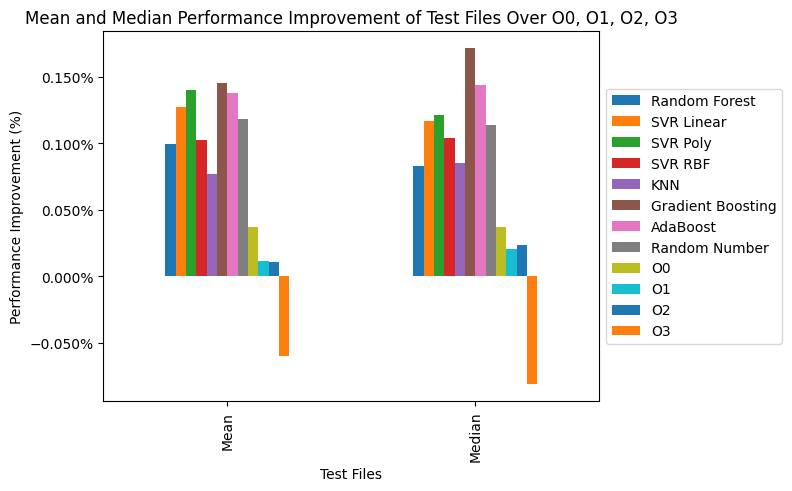 Mean and Median Performance Improvement of Test Files Over O0, O1, O2, O3
Performance Improvement (%)
0.150%
0.100%
0.050%
0.000%
−0.050%
Mean
Median
Test Files
Random Forest
SVR Linear
SVR Poly
SVR RBF
KNN
Gradient Boosting
AdaBoost
Random Number
O0
O1
O2
O3